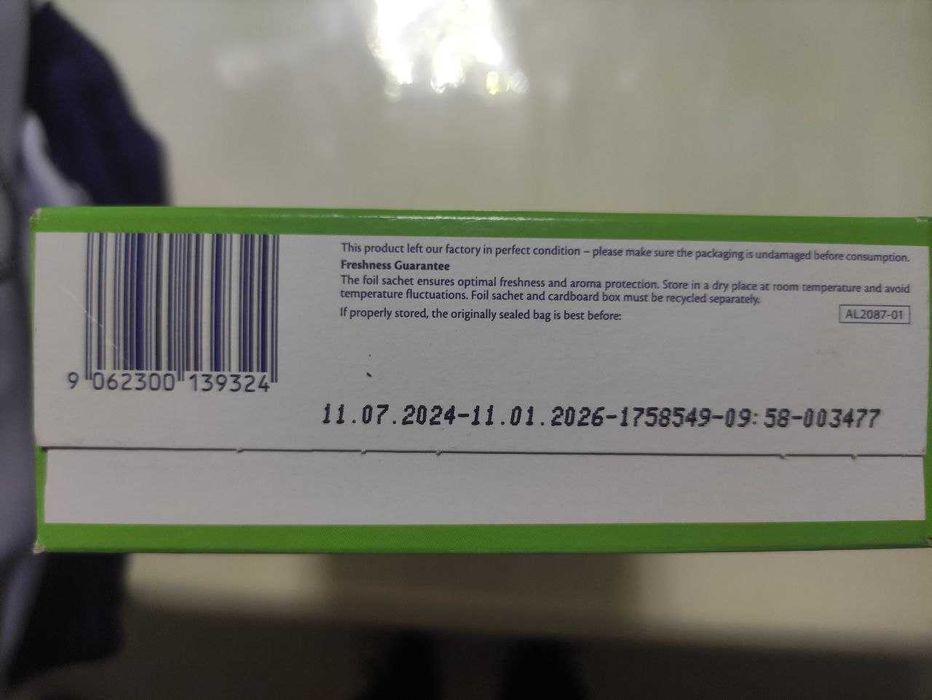 This product left our factory in perfect condition – please make sure the packaging is undamaged before consumption.
Freshness Guarantee
The foil sachet ensures optimal freshness and aroma protection. Store in a dry place at room temperature and avoid
temperature fluctuations. Foil sachet and cardboard box must be recycled separately.
If properly stored, the originally sealed bag is best before:
AL2087-01
9 062300 139324
11.07.2024-11.01.2026-1758549-09:58-003477